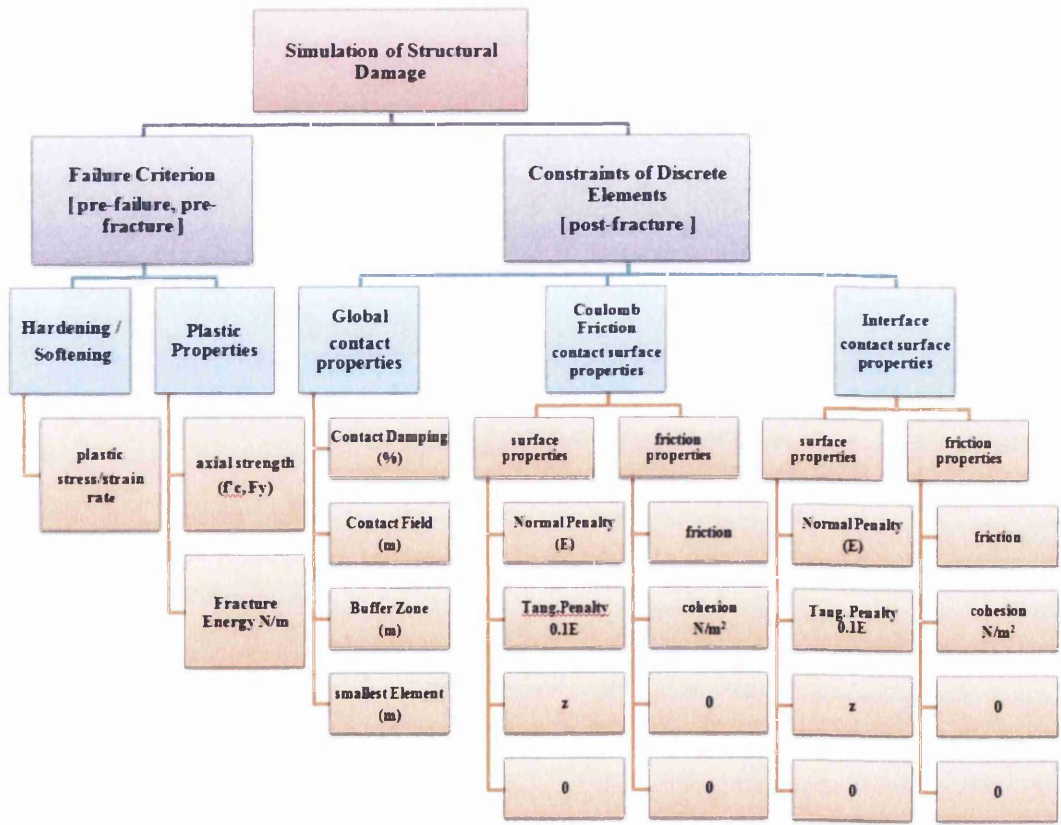 Simulation of Structural
Damage
Failure Criterion
[ pre-failure, pre-
fracture ]
Constraints of Discrete
Elements
[ post-fracture ]
Hardening /
Softening
Plastic
Properties
Global
contact
properties
Coulomb
Friction
contact surface
properties
Interface
contact surface
properties
plastic
stress/strain
rate
axial strength
(f'c, Fy)
Fracture
Energy N/m
Contact Damping
(%)
Contact Field
(m)
Buffer Zone
(m)
smallest Element
(m)
surface
properties
friction
properties
surface
properties
friction
properties
Normal Penalty
(E)
friction
Normal Penalty
(E)
friction
Tang. Penalty
0.1E
cohesion
N/m²
Tang. Penalty
0.1E
cohesion
N/m²
z
0
z
0
0
0
0
0